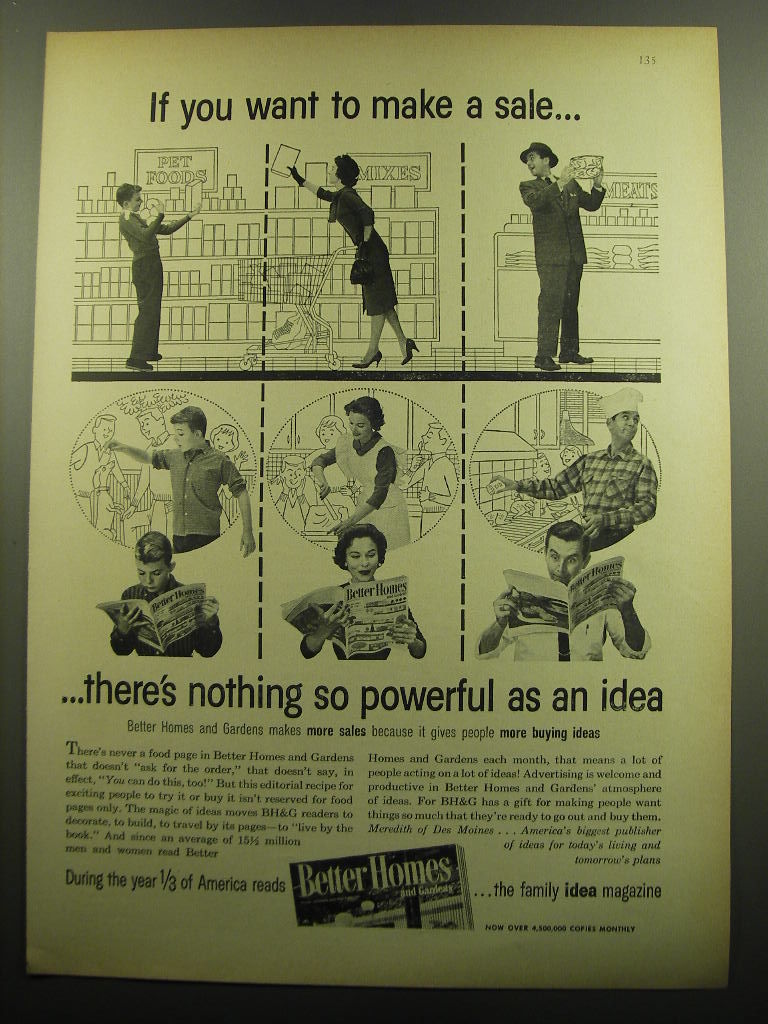 135
If you want to make a sale...
PET
FOODS
MIXES
MEATS
Better Homes
Better Homes
and Gardens
Better Homes
...there's nothing so powerful as an idea
Better Homes and Gardens makes more sales because it gives people more buying ideas
There's never a food page in Better Homes and Gardens
that doesn't "ask for the order," that doesn't say, in
effect, "You can do this, too!" But this editorial recipe for
exciting people to try it or buy it isn't reserved for food
pages only. The magic of ideas moves BH&G readers to
decorate, to build, to travel by its pages—to "live by the
book." And since an average of 15½ million
men and women read Better
Homes and Gardens each month, that means a lot of
people acting on a lot of ideas! Advertising is welcome and
productive in Better Homes and Gardens' atmosphere
of ideas. For BH&G has a gift for making people want
things so much that they're ready to go out and buy them.
Meredith of Des Moines . . . America's biggest publisher
of ideas for today's living and
tomorrow's plans
During the year 1/3 of America reads
Better Homes
and Gardens
...the family idea magazine
NOW OVER 4,500,000 COPIES MONTHLY